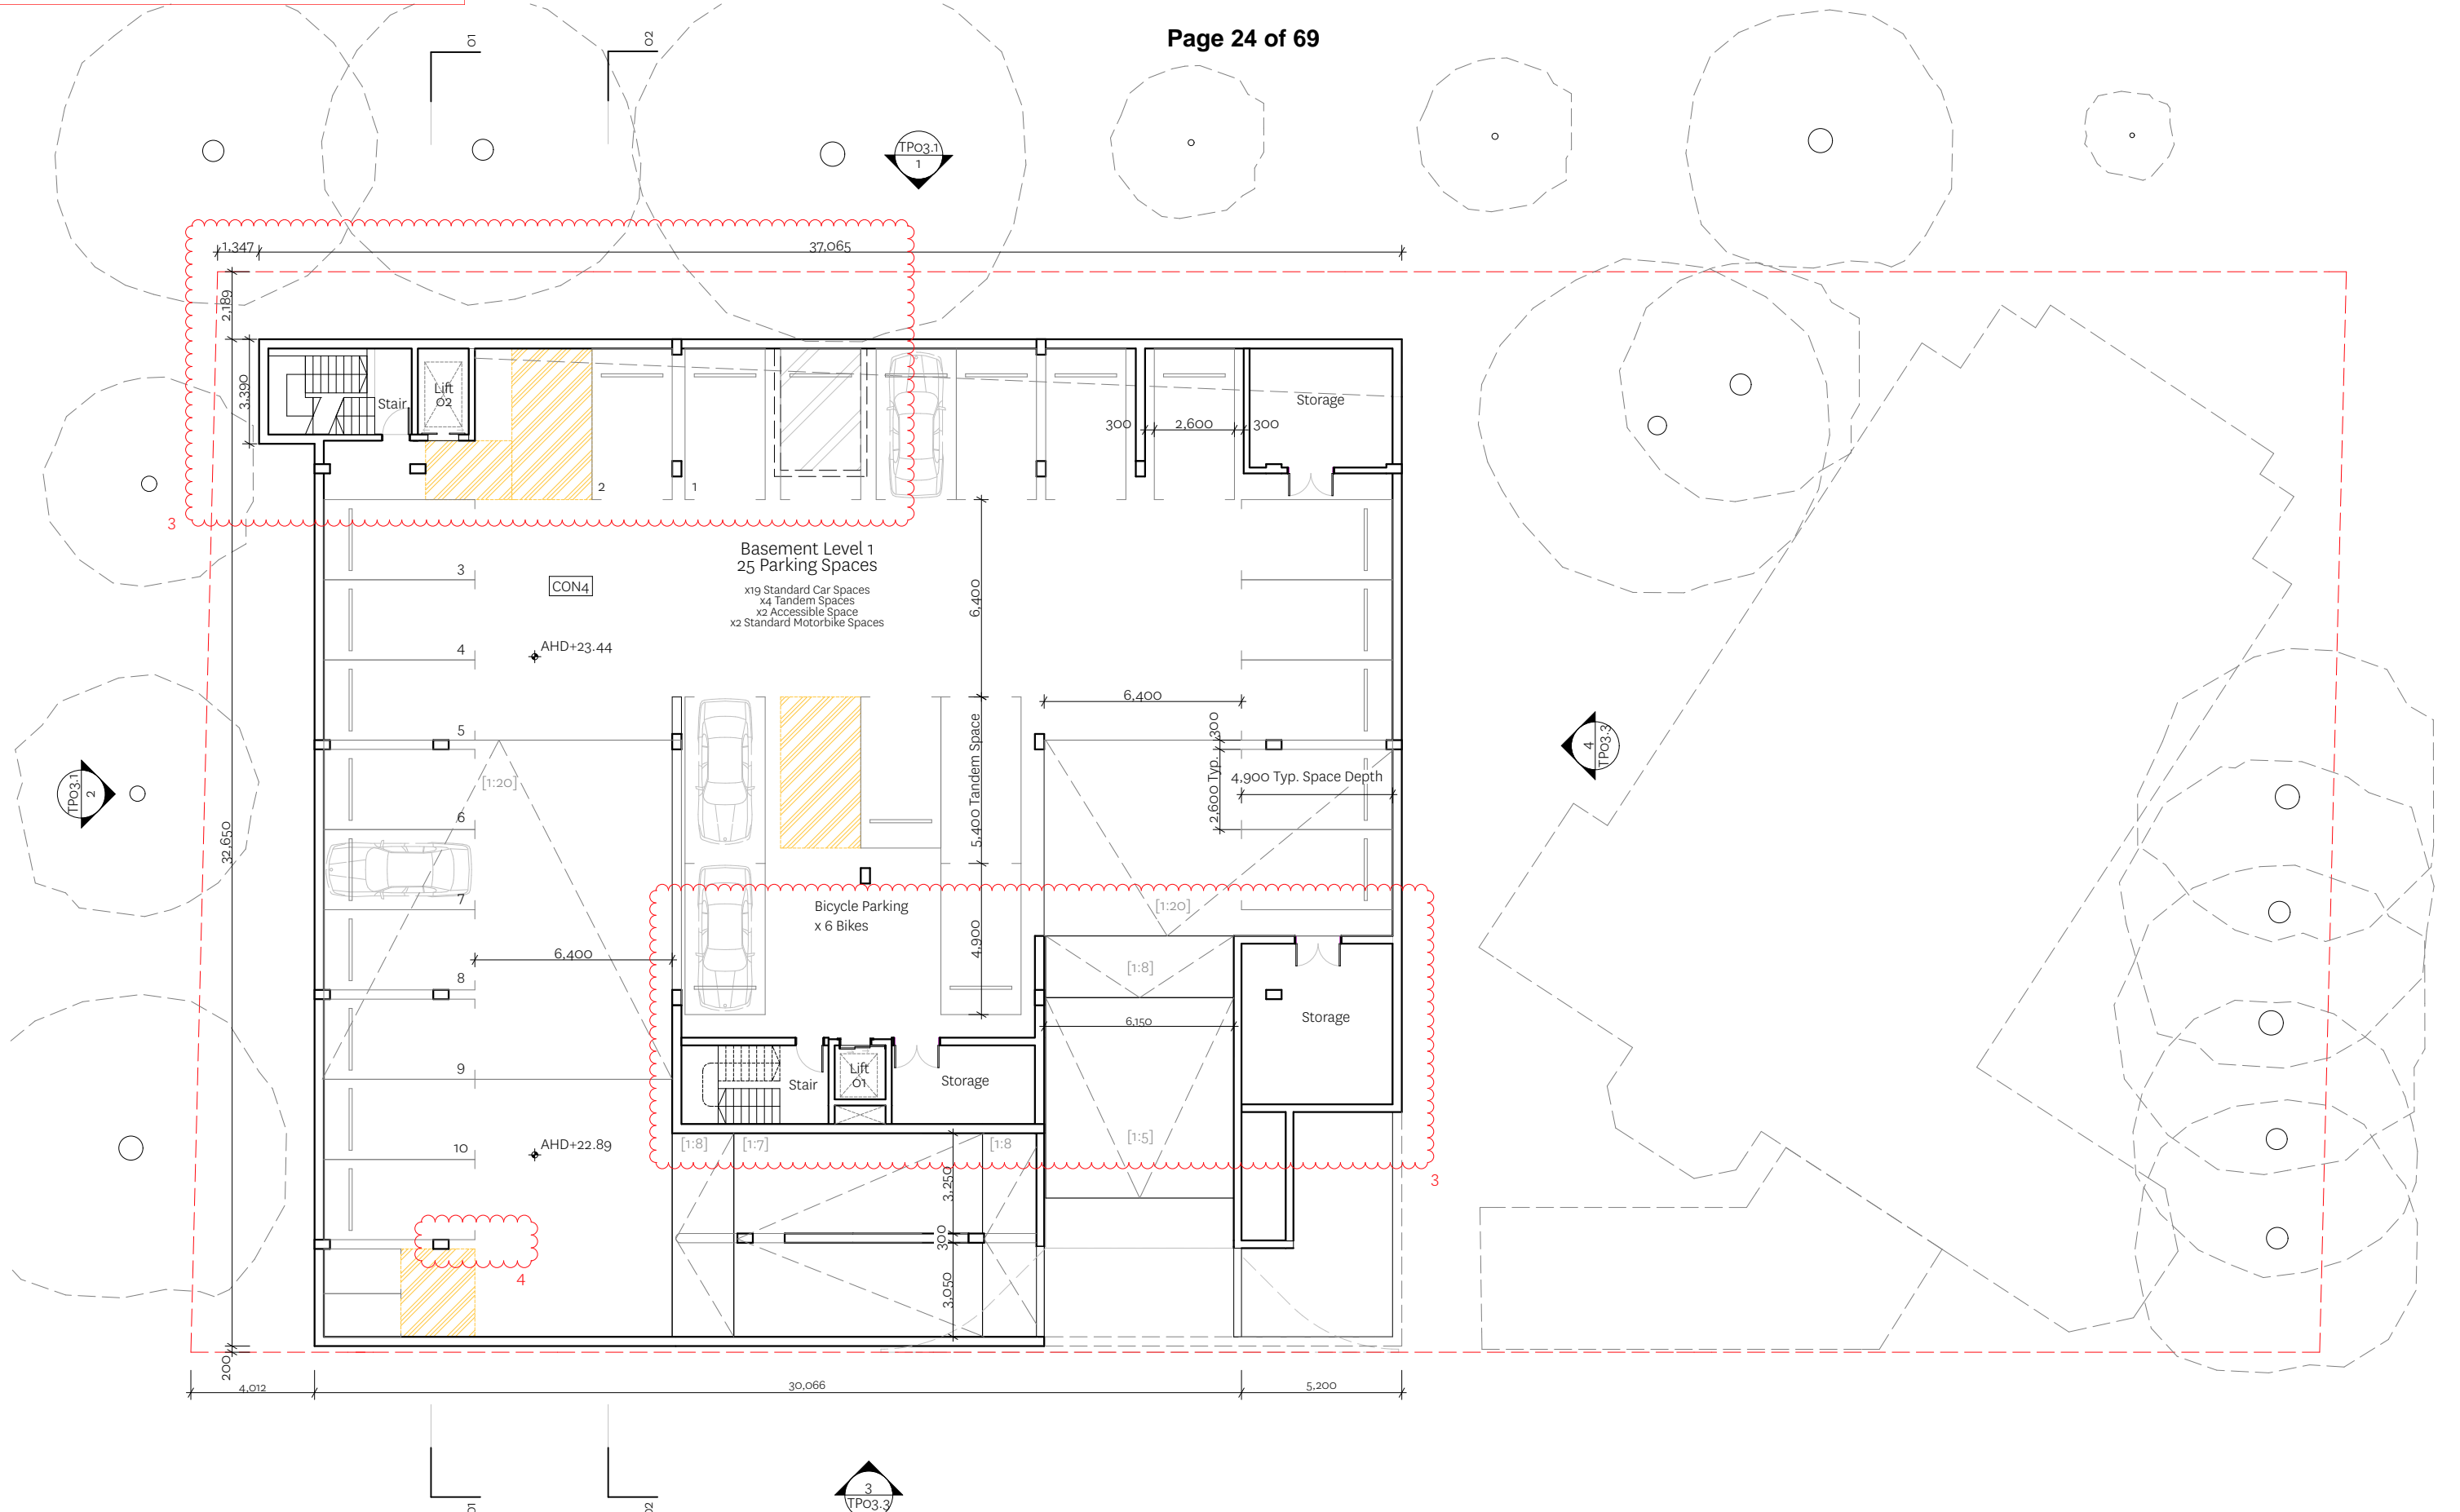 Page 24 of 69
01
02
TP03.1
1
1,347
37,065
2,189
3,390
Stair
Lift
02
Storage
300
2,600
300
2
1
3
Basement Level 1
25 Parking Spaces
x19 Standard Car Spaces
x4 Tandem Spaces
x2 Accessible Space
x2 Standard Motorbike Spaces
3
CON4
6,400
4
AHD+23.44
6,400
5
300
[1:20]
5,400 Tandem Space
2,600 Typ.
4,900 Typ. Space Depth
4
TP03.3
TP03.1
2
6
32,650
7
Bicycle Parking
x 6 Bikes
[1:20]
4,900
6,400
8
[1:8]
6,150
Storage
9
Stair
Lift
01
Storage
10
AHD+22.89
[1:8]
[1:7]
[1:8
[1:5]
3,250
3
300
4
3,050
200
4,012
30,066
5,200
01
02
3
TP03.3